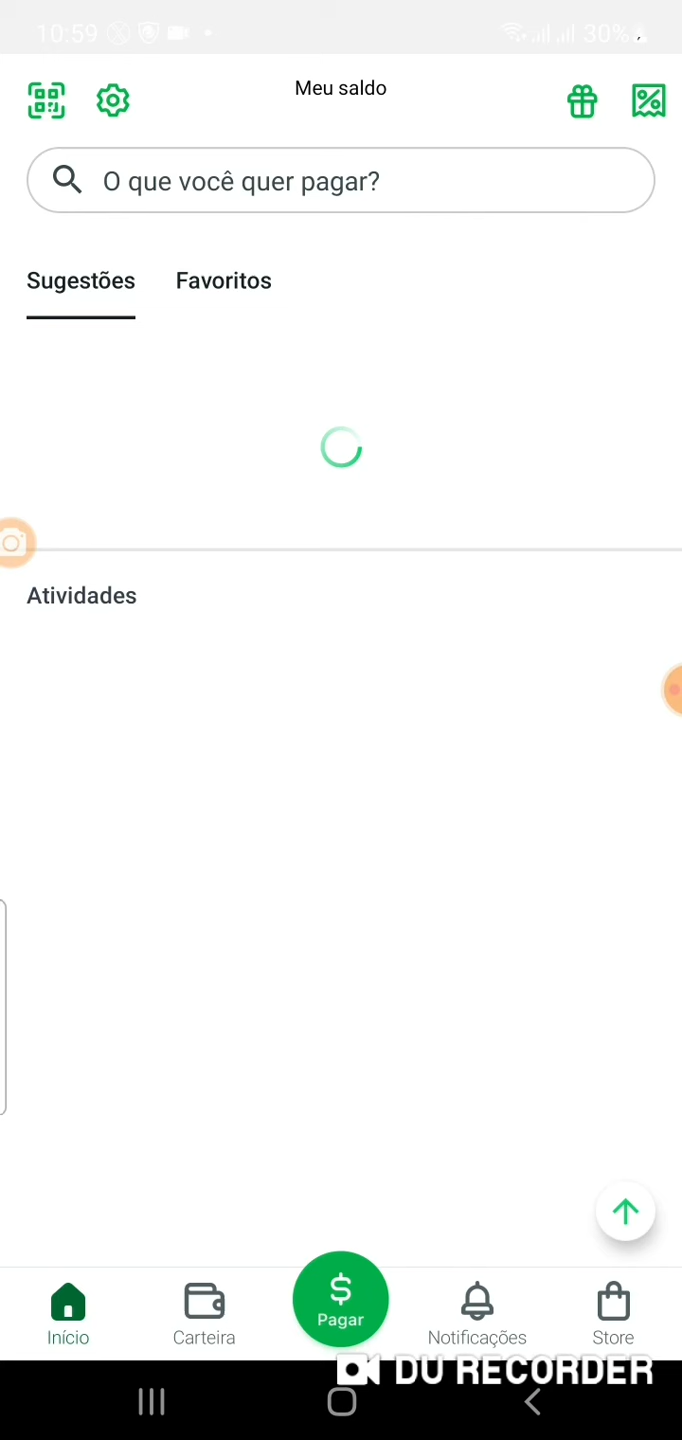 10:59 30%
Meu saldo
O que você quer pagar?
Sugestões Favoritos
Atividades
$
Pagar
Início Carteira Notificações Store
DU RECORDER